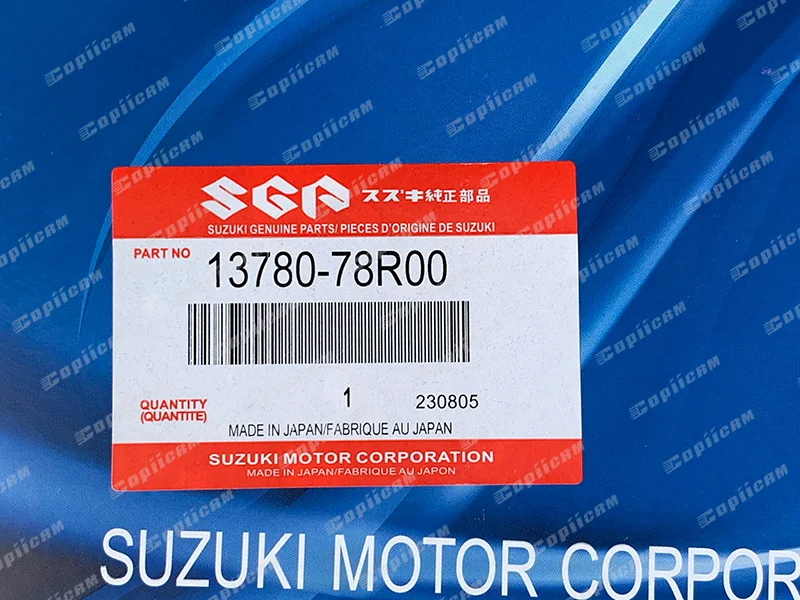 SGP スズキ純正部品
SUZUKI GENUINE PARTS/ PIECES D'ORIGINE DE SUZUKI
PART NO 13780-78R00
1 230805
QUANTITY
(QUANTITE)
MADE IN JAPAN/FABRIQUE AU JAPAN
SUZUKI MOTOR CORPORATION
MADE IN JAPAN/FABRIQUE AU JAPON
SUZUKI MOTOR CORPOR
Copiicam